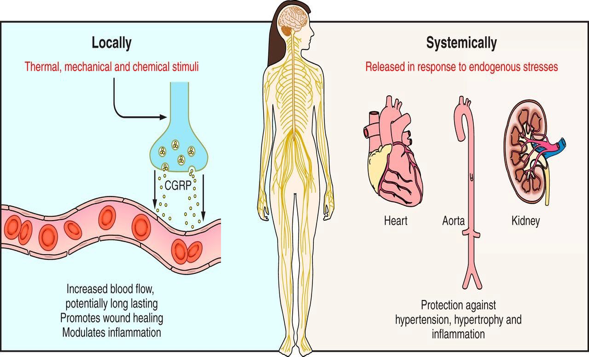 Locally
Thermal, mechanical and chemical stimuli
CGRP
Increased blood flow,
potentially long lasting
Promotes wound healing
Modulates inflammation
Systemically
Released in response to endogenous stresses
Heart
Aorta
Kidney
Protection against
hypertension, hypertrophy and
inflammation